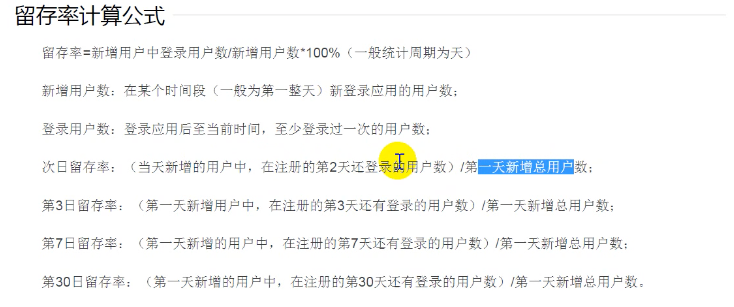 留存率计算公式
留存率=新增用户中登录用户数/新增用户数*100%（一般统计周期为天）
新增用户数：在某个时间段（一般为第一整天）新登录应用的用户数；
登录用户数：登录应用后至当前时间，至少登录过一次的用户数；
次日留存率：（当天新增的用户中，在注册的第2天还登录的用户数）/第一天新增总用户数；
第3日留存率：（第一天新增用户中，在注册的第3天还有登录的用户数）/第一天新增总用户数；
第7日留存率：（第一天新增的用户中，在注册的第7天还有登录的用户数）/第一天新增总用户数；
第30日留存率：（第一天新增的用户中，在注册的第30天还有登录的用户数）/第一天新增总用户数。